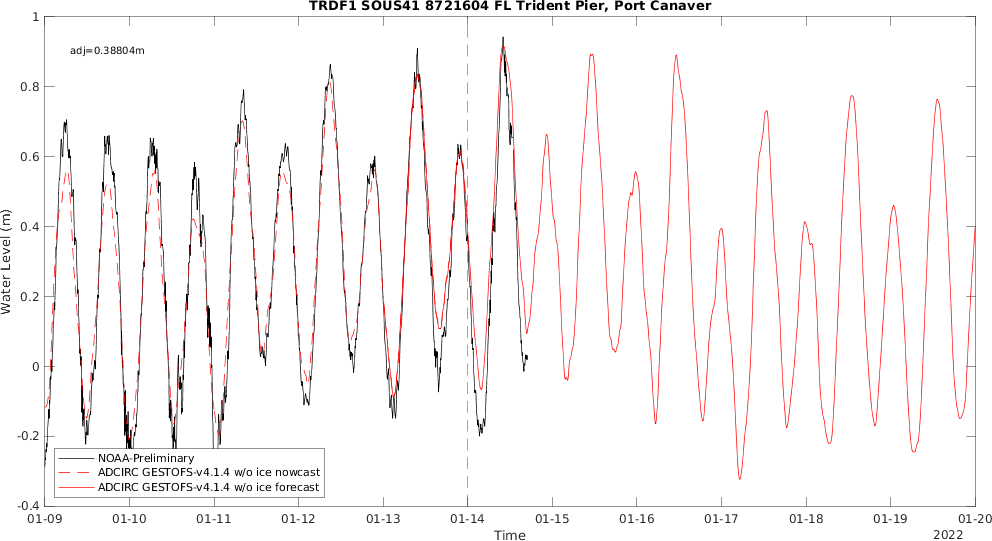 TRDF1 SOUS41 8721604 FL Trident Pier, Port Canaver
1
0.8
0.6
0.4
0.2
0
-0.2
-0.4
Water Level (m)
adj=0.38804m
NOAA-Preliminary
ADCIRC GESTOFS-v4.1.4 w/o ice nowcast
ADCIRC GESTOFS-v4.1.4 w/o ice forecast
01-09 01-10 01-11 01-12 01-13 01-14 01-15 01-16 01-17 01-18 01-19 01-20
Time
2022